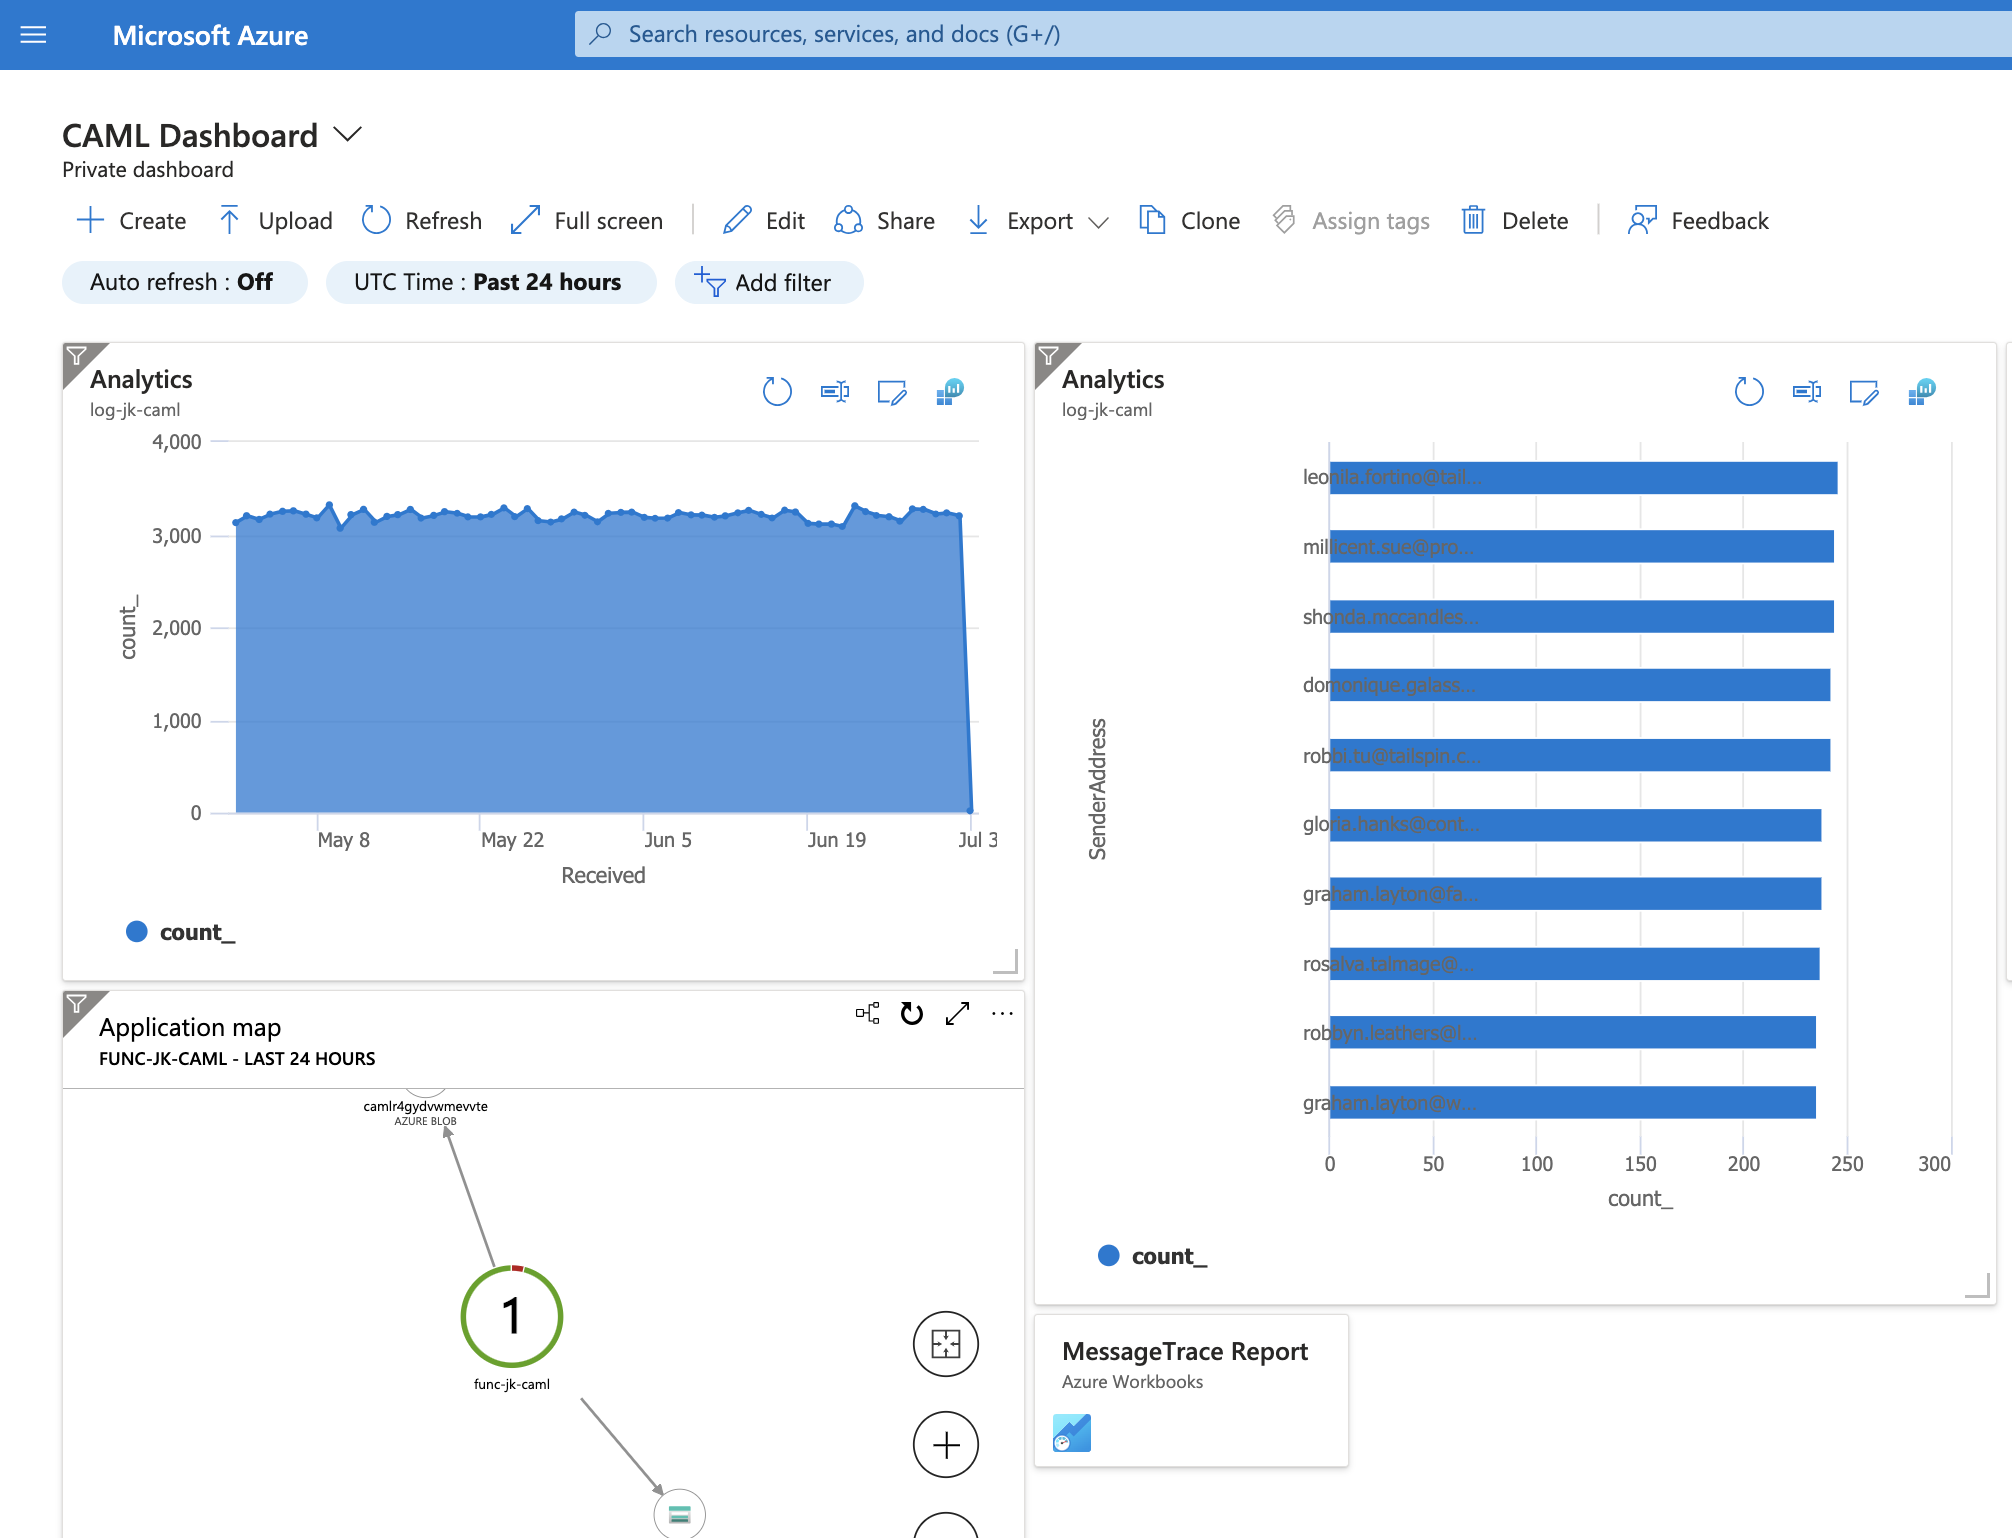 Microsoft Azure
Search resources, services, and docs (G+/)
CAML Dashboard
Private dashboard
Create
Upload
Refresh
Full screen
Edit
Share
Export
Clone
Assign tags
Delete
Feedback
Auto refresh : Off
UTC Time : Past 24 hours
Add filter
Analytics
log-jk-caml
4,000
3,000
2,000
1,000
0
count_
May 8
May 22
Jun 5
Jun 19
Jul 3
Received
count_
Analytics
log-jk-caml
leonila.fortino@tail...
millicent.sue@pro...
shonda.mccandles...
domonique.galass...
robbi.tu@tailspin.c...
gloria.hanks@cont...
graham.layton@fa...
rosalva.talmage@...
robbyn.leathers@l...
graham.layton@w...
SenderAddress
0
50
100
150
200
250
300
count_
count_
Application map
FUNC-JK-CAML - LAST 24 HOURS
camlr4gydvwmevvte
AZURE BLOB
1
func-jk-caml
MessageTrace Report
Azure Workbooks